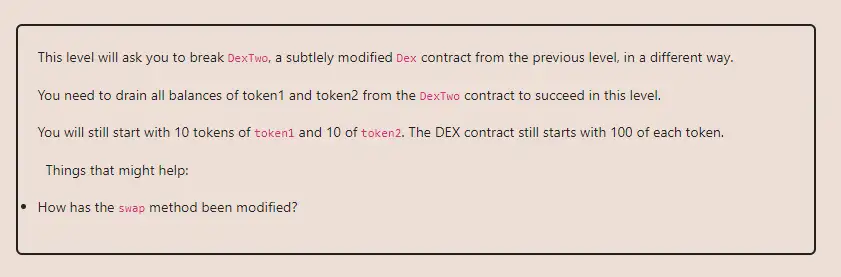 This level will ask you to break DexTwo, a subtlely modified Dex contract from the previous level, in a different way.
You need to drain all balances of token1 and token2 from the DexTwo contract to succeed in this level.
You will still start with 10 tokens of token1 and 10 of token2. The DEX contract still starts with 100 of each token.
Things that might help:
• How has the swap method been modified?